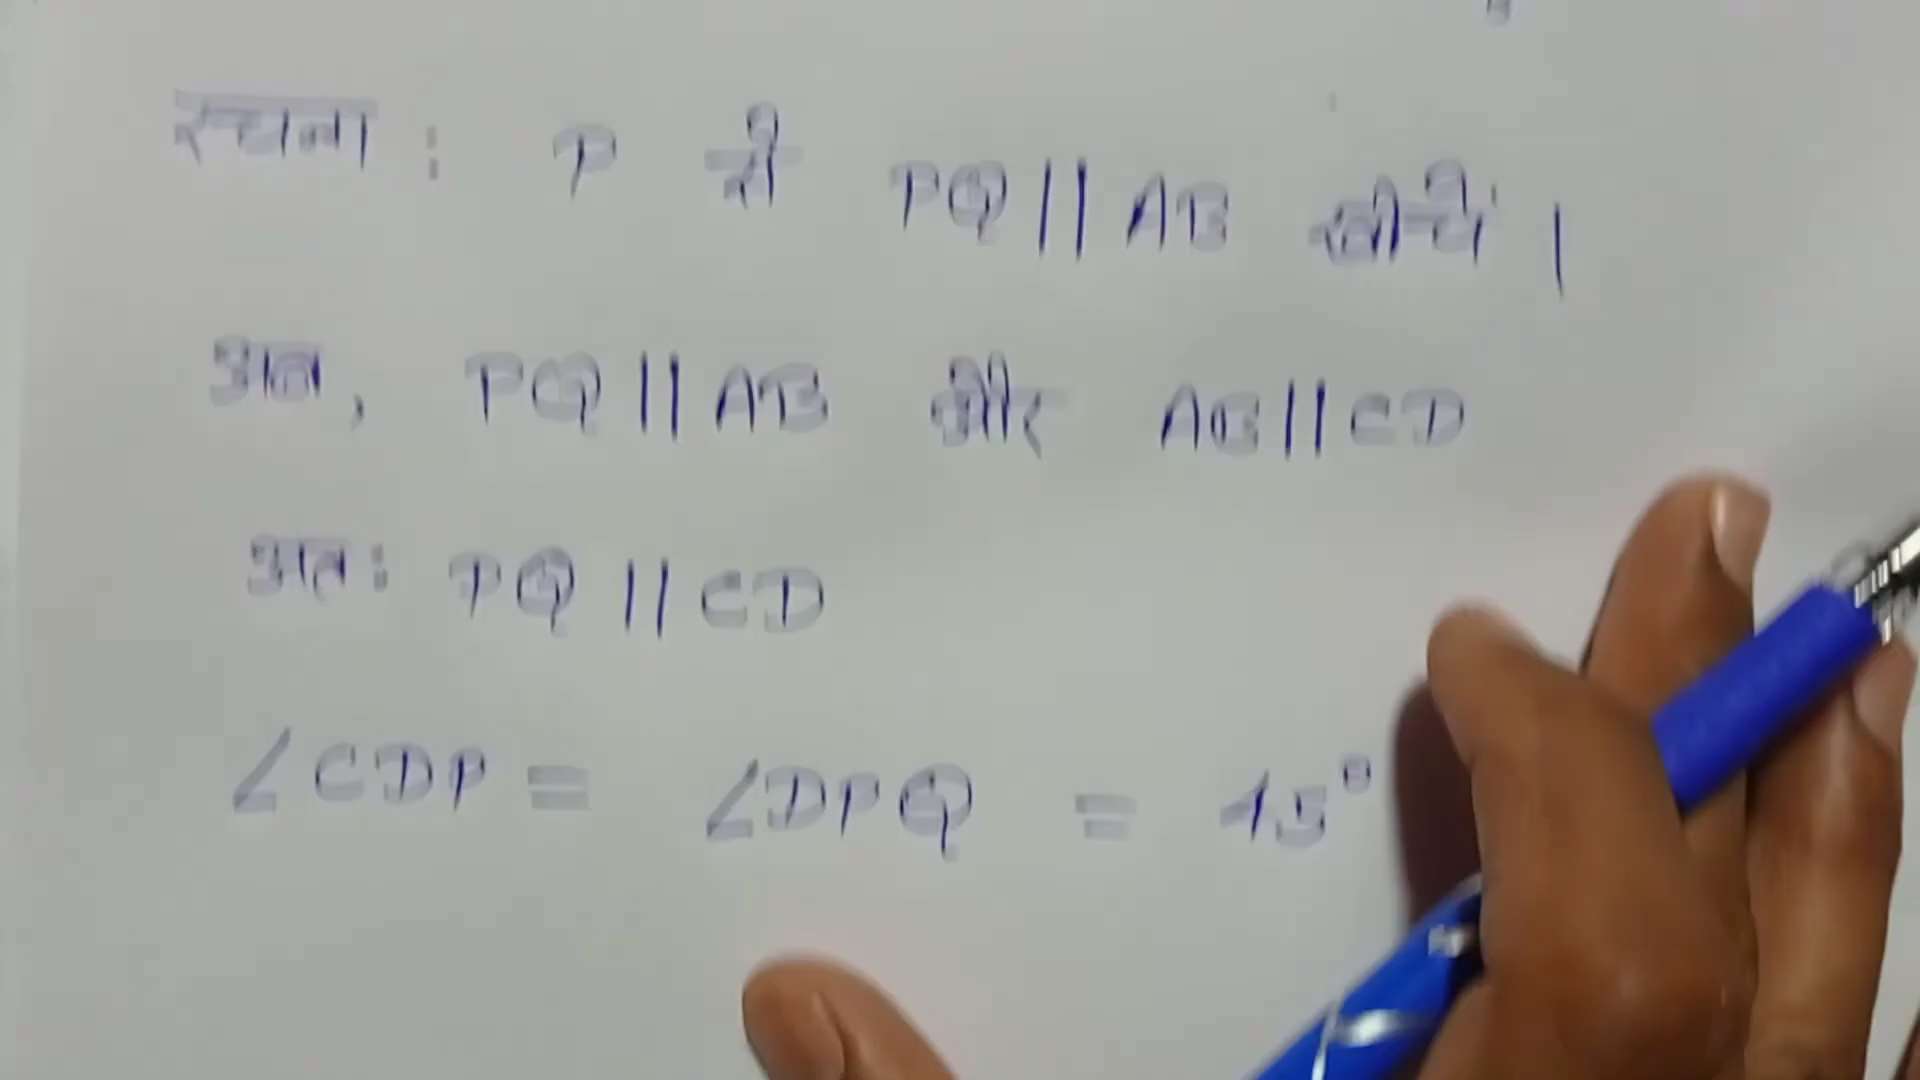 रचना : P से PQ || AB खींचें ।
अब, PQ || AB और AB || CD
अतः PQ || CD
∠CDP = ∠DPQ = 45°